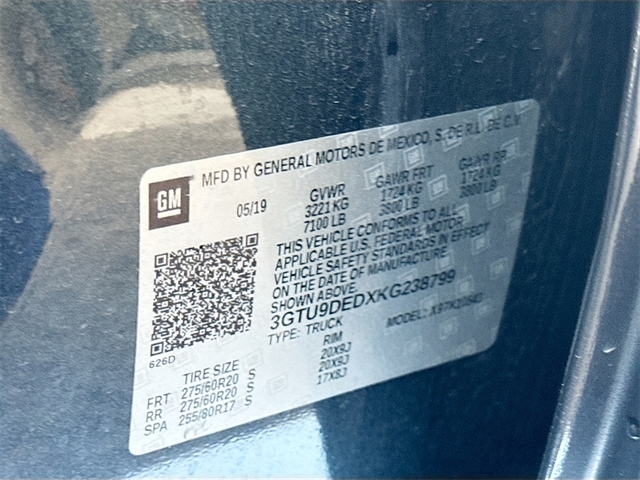 MFD BY GENERAL MOTORS DE MEXICO, S. DE R.L. DE C.V.
GM
05/19
GVWR GAWR FRT GAWR RR
3221 KG 1724 KG 1724 KG
7100 LB 3800 LB 3800 LB
THIS VEHICLE CONFORMS TO ALL
APPLICABLE U.S. FEDERAL MOTOR
VEHICLE SAFETY STANDARDS IN EFFECT
ON THE DATE OF MANUFACTURE
SHOWN ABOVE.
3GTU9DEDXKG238799
TYPE: TRUCK MODEL:
626D
TIRE SIZE RIM
FRT 275/60R20 S 20X9J
RR 275/60R20 S 20X9J
SPA 255/80R17 S 17X8J